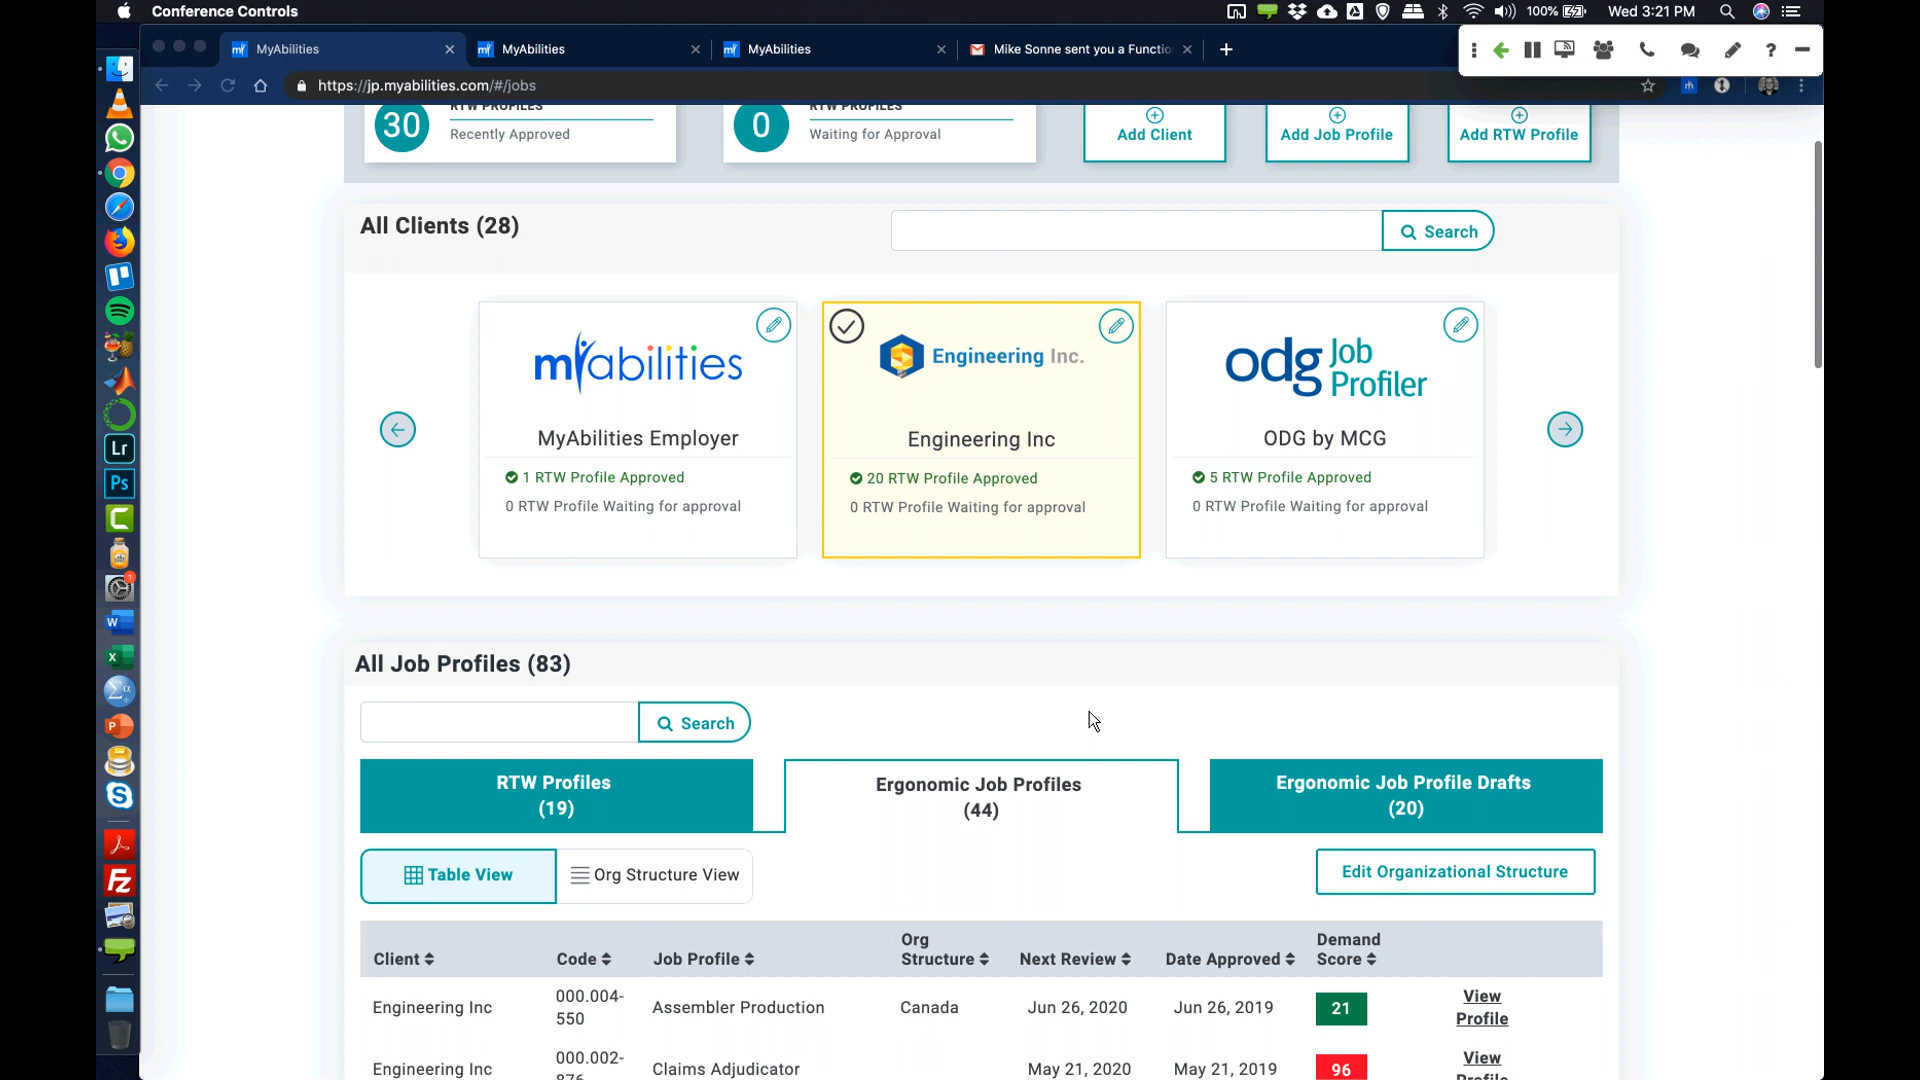 Conference Controls
100%
Wed 3:21 PM
MyAbilities
MyAbilities
MyAbilities
Mike Sonne sent you a Functio
https://jp.myabilities.com/#/jobs
30
RTW PROFILES
Recently Approved
0
RTW PROFILES
Waiting for Approval
Add Client
Add Job Profile
Add RTW Profile
All Clients (28)
Search
myabilities
MyAbilities Employer
1 RTW Profile Approved
0 RTW Profile Waiting for approval
Engineering Inc.
Engineering Inc
20 RTW Profile Approved
0 RTW Profile Waiting for approval
odg Job
Profiler
ODG by MCG
5 RTW Profile Approved
0 RTW Profile Waiting for approval
All Job Profiles (83)
Search
RTW Profiles
(19)
Ergonomic Job Profiles
(44)
Ergonomic Job Profile Drafts
(20)
Table View
Org Structure View
Edit Organizational Structure
Client
Code
Job Profile
Org
Structure
Next Review
Date Approved
Demand
Score
Engineering Inc
000.004-
550
Assembler Production
Canada
Jun 26, 2020
Jun 26, 2019
21
View
Profile
Engineering Inc
000.002-
876
Claims Adjudicator
May 21, 2020
May 21, 2019
96
View
Profile
Lr
Ps